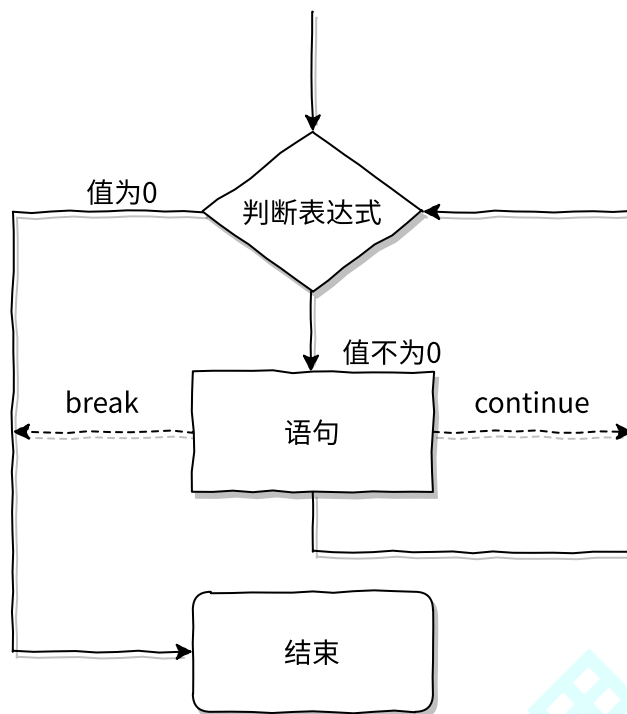 值为0
判断表达式
值不为0
break
continue
语句
结束